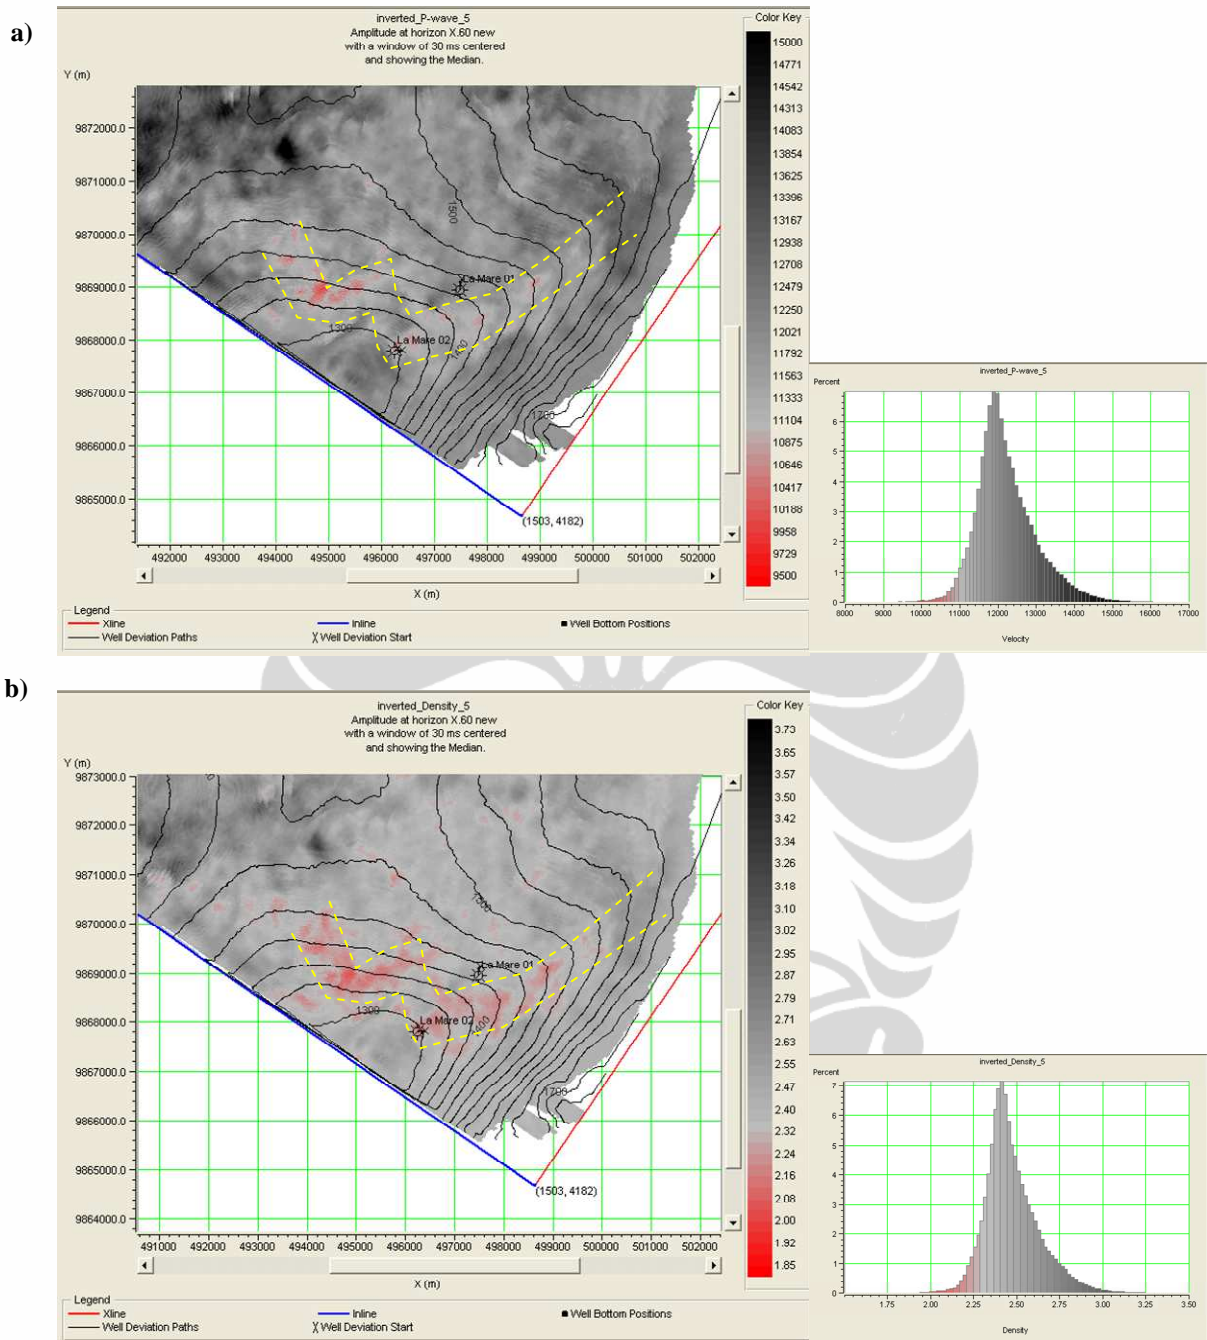 a)
inverted_P-wave_5
Amplitude at horizon X.60 new
with a window of 30 ms centered
and showing the Median.
Color Key
Y (m)
9872000.0
9871000.0
9870000.0
9869000.0
9868000.0
9867000.0
9866000.0
9865000.0
1500
La Mare 01
1300
La Mare 02
1400
1700
(1503, 4182)
492000 493000 494000 495000 496000 497000 498000 499000 500000 501000 502000
X (m)
15000
14771
14542
14313
14083
13854
13625
13396
13167
12938
12708
12479
12250
12021
11792
11563
11333
11104
10875
10646
10417
10188
9958
9729
9500
Legend
Xline Inline Well Bottom Positions
Well Deviation Paths Well Deviation Start
inverted_P-wave_5
Percent
6
5
4
3
2
1
0
8000 9000 10000 11000 12000 13000 14000 15000 16000 17000
Velocity
b)
inverted_Density_5
Amplitude at horizon X.60 new
with a window of 30 ms centered
and showing the Median.
Color Key
Y (m)
9873000.0
9872000.0
9871000.0
9870000.0
9869000.0
9868000.0
9867000.0
9866000.0
9865000.0
9864000.0
1500
La Mare 01
1300
La Mare 02
1400
1700
(1503, 4182)
491000 492000 493000 494000 495000 496000 497000 498000 499000 500000 501000 502000
X (m)
3.73
3.65
3.57
3.50
3.42
3.34
3.26
3.18
3.10
3.02
2.95
2.87
2.79
2.71
2.63
2.55
2.47
2.40
2.32
2.24
2.16
2.08
2.00
1.92
1.85
Legend
Xline Inline Well Bottom Positions
Well Deviation Paths Well Deviation Start
inverted_Density_5
Percent
7
6
5
4
3
2
1
0
1.75 2.00 2.25 2.50 2.75 3.00 3.25 3.50
Density